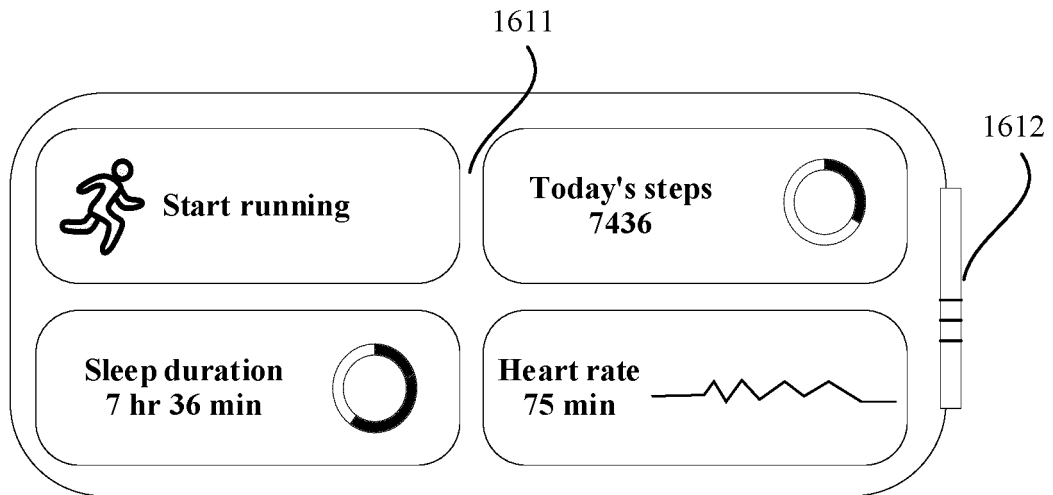 1611
1612
Start running
Today's steps
7436
Sleep duration
7 hr 36 min
Heart rate
75 min